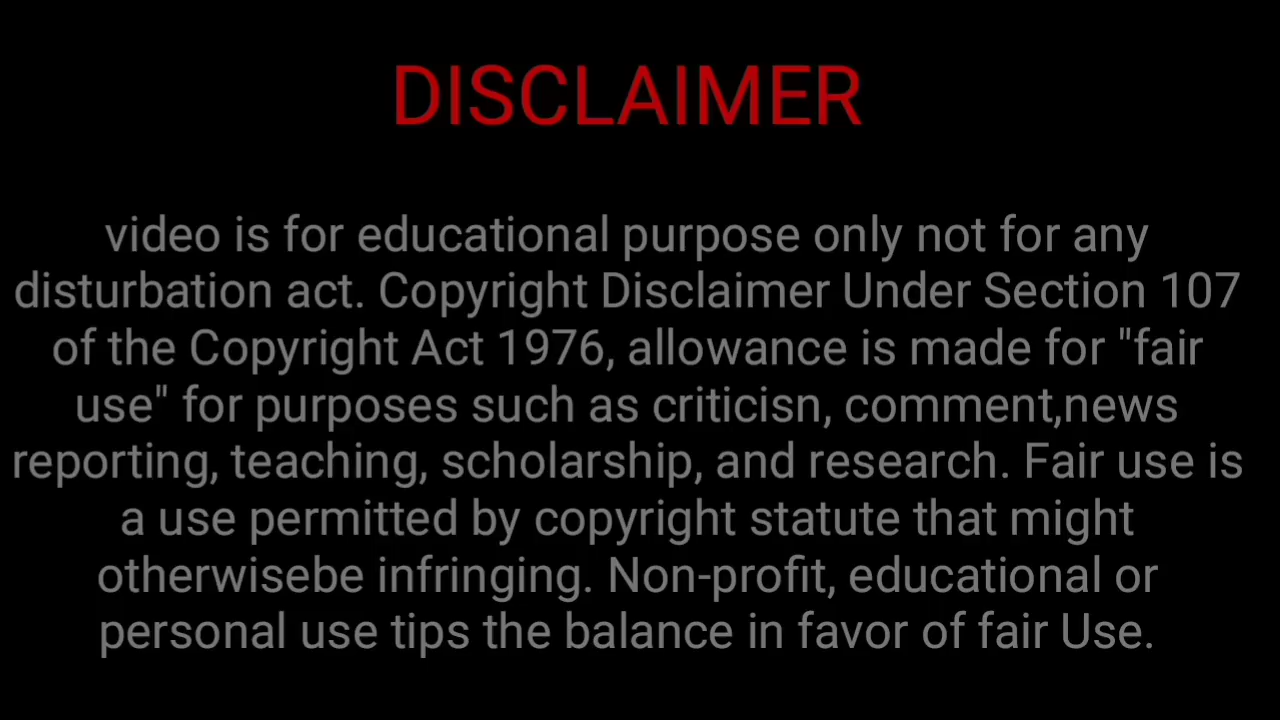 DISCLAIMER
video is for educational purpose only not for any
disturbation act. Copyright Disclaimer Under Section 107
of the Copyright Act 1976, allowance is made for "fair
use" for purposes such as criticisn, comment,news
reporting, teaching, scholarship, and research. Fair use is
a use permitted by copyright statute that might
otherwisebe infringing. Non-profit, educational or
personal use tips the balance in favor of fair Use.